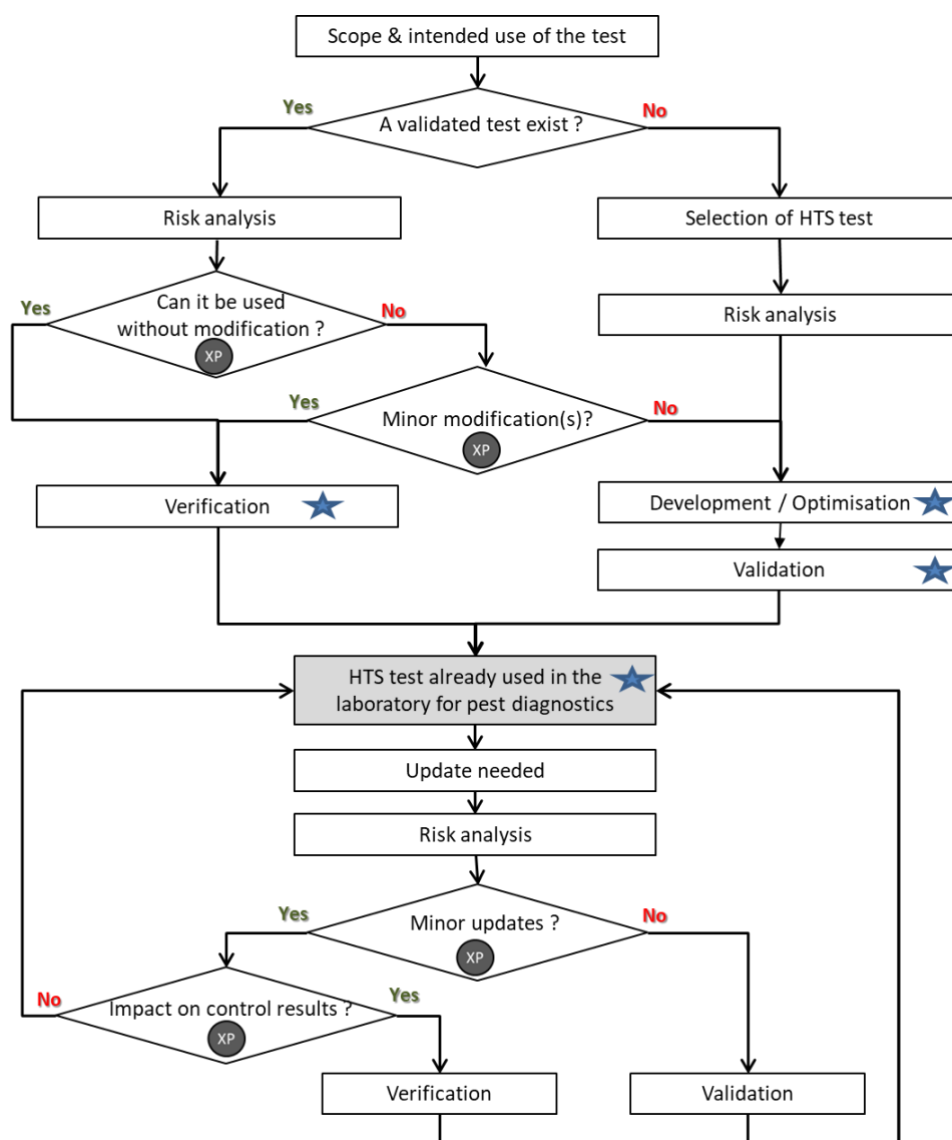 Scope & intended use of the test
Yes
A validated test exist ?
No
Risk analysis
Selection of HTS test
Yes
Can it be used
without modification ?
XP
No
Risk analysis
Yes
Minor modification(s)?
XP
No
Verification
Development / Optimisation
Validation
HTS test already used in the
laboratory for pest diagnostics
Update needed
Risk analysis
Yes
Minor updates ?
XP
No
No
Impact on control results ?
XP
Yes
Verification
Validation